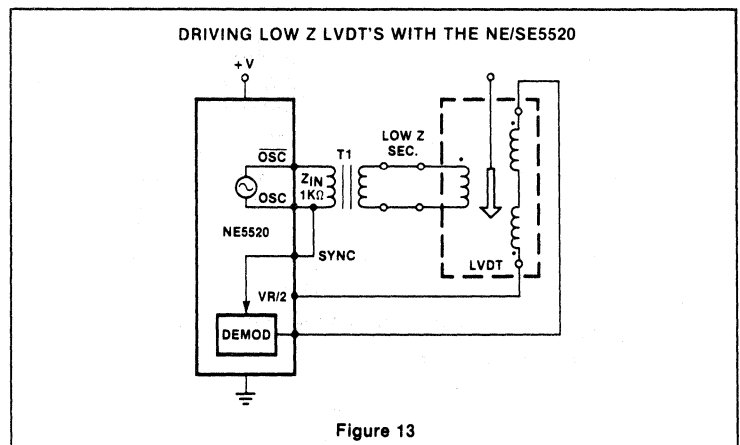 DRIVING LOW Z LVDT'S WITH THE NE/SE5520
+V
OSC
T1
LOW Z
SEC.
ZIN
1KΩ
OSC
NE5520
SYNC
LVDT
VR/2
DEMOD
Figure 13